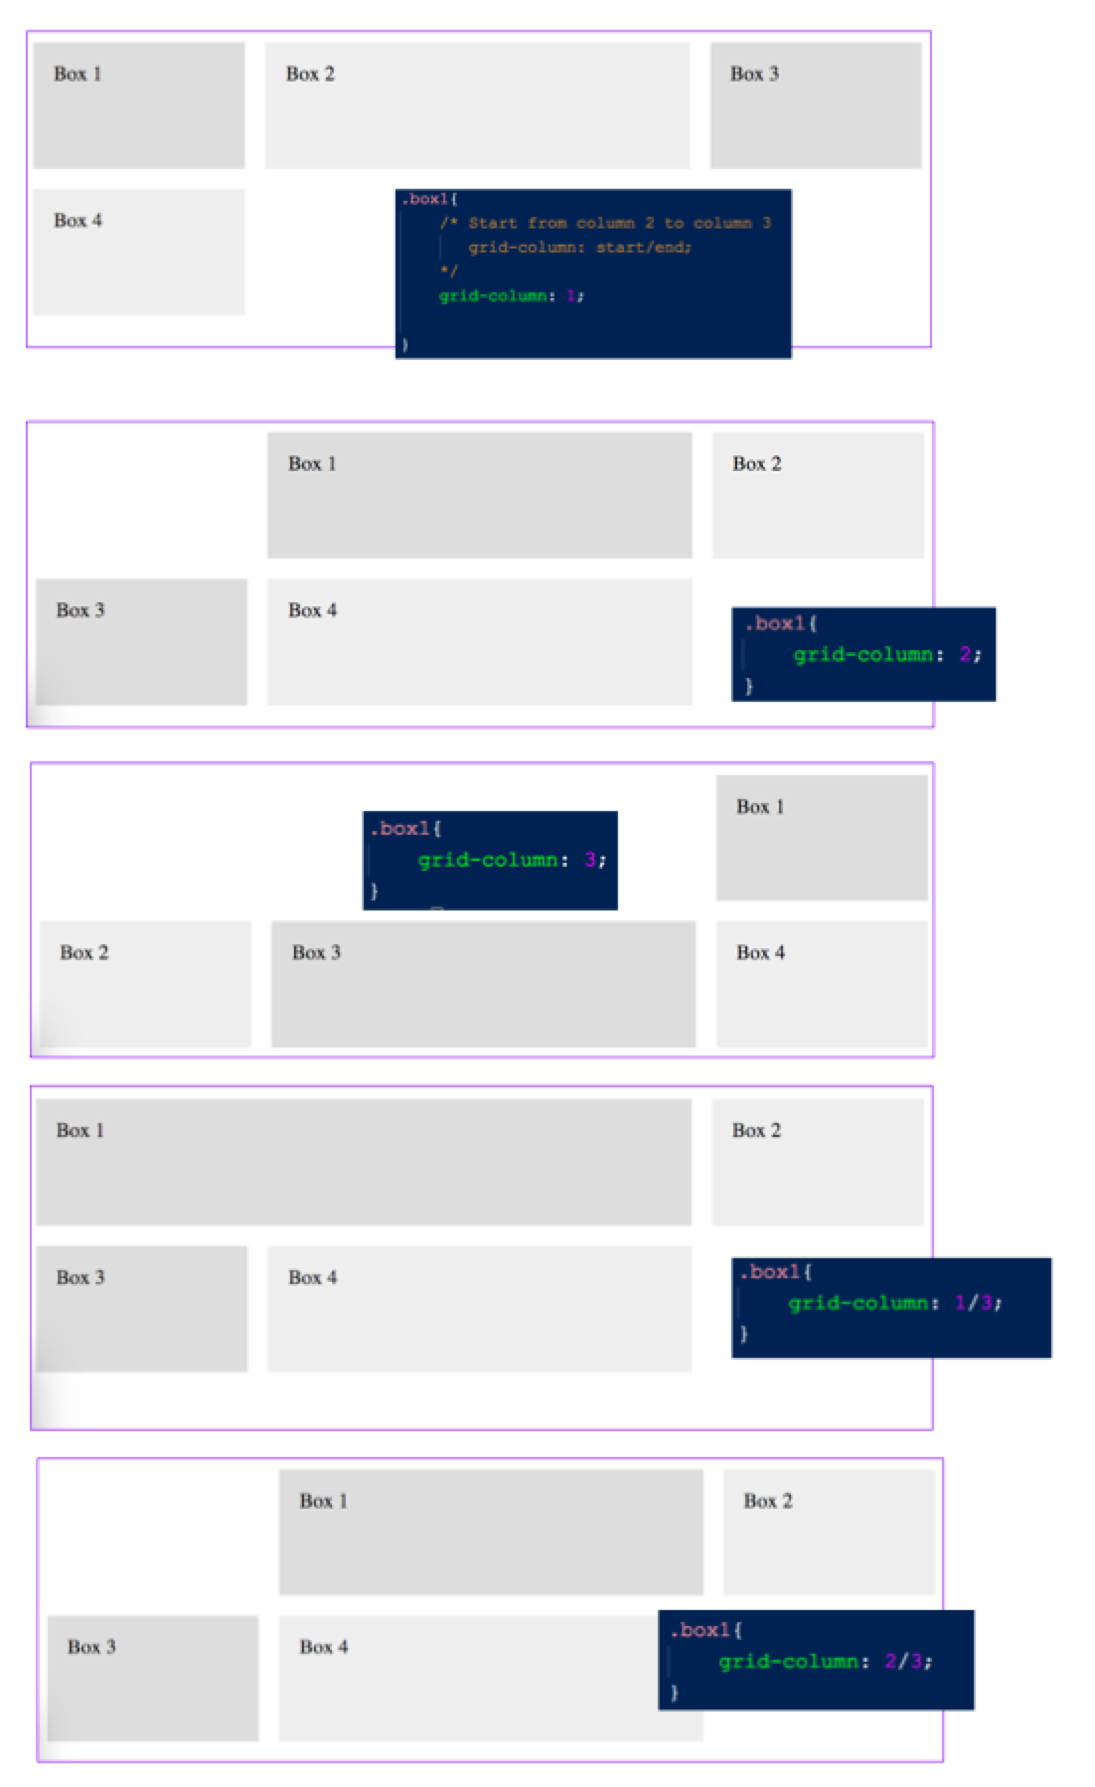 Box 1
Box 2
Box 3
Box 4
.box1{
/* Start from column 2 to column 3
grid-column: start/end;
*/
grid-column: 1;
}
Box 1
Box 2
Box 3
Box 4
.box1{
grid-column: 2;
}
Box 1
.box1{
grid-column: 3;
}
Box 2
Box 3
Box 4
Box 1
Box 2
Box 3
Box 4
.box1{
grid-column: 1/3;
}
Box 1
Box 2
Box 3
Box 4
.box1{
grid-column: 2/3;
}